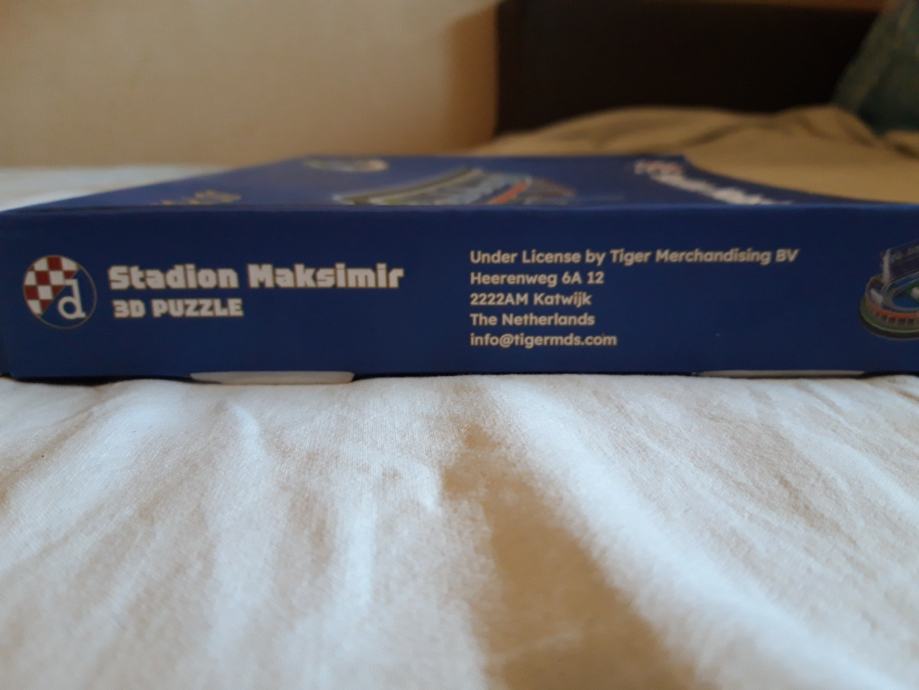 d
Stadion Maksimir
3D PUZZLE
Under License by Tiger Merchandising BV
Heerenweg 6A 12
2222AM Katwijk
The Netherlands
info@tigermds.com